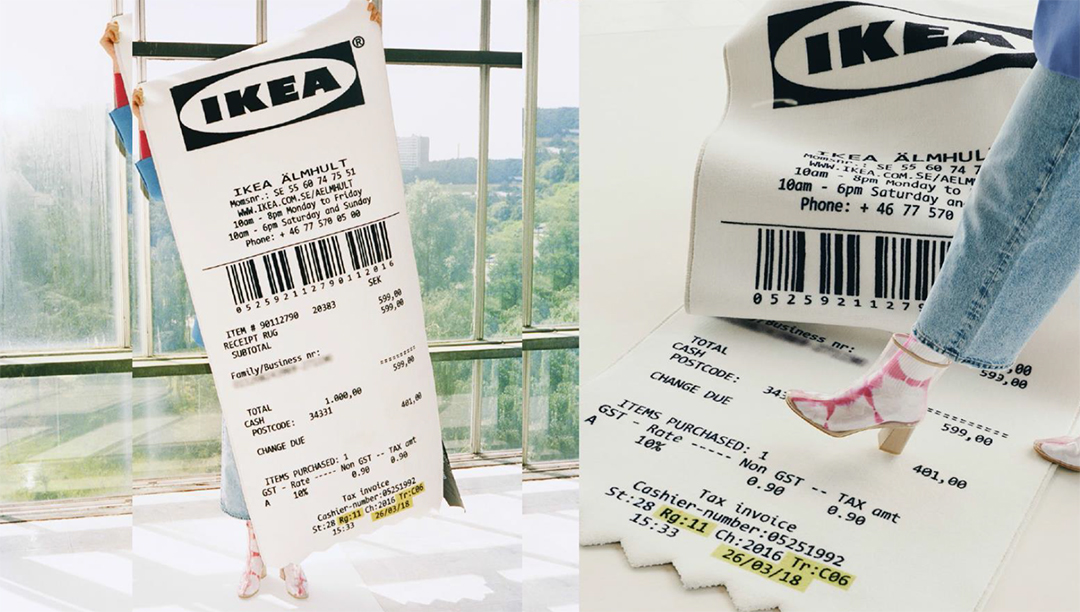 IKEA®
IKEA ÄLMHULT
Momsnr.: SE 55 60 74 75 51
WWW.IKEA.COM.SE/AELMHULT
10am - 8pm Monday to Friday
10am - 6pm Saturday and Sunday
Phone: + 46 77 570 05 00
0525921127901 12016
SEK
ITEM # 90112790 20383 599,00
RECEIPT RUG 599,00
SUBTOTAL
Family/Business nr: =========
599,00
TOTAL 1.000,00
CASH
POSTCODE: 34331 401,00
CHANGE DUE
ITEMS PURCHASED: 1
GST - Rate ----- Non GST -- TAX amt
A 10% 0.90 0.90
Tax invoice
Cashier-number:05251992
St:28 Rg:11 Ch:2016 Tr:C06
15:33 26/03/18
IKEA
IKEA ÄLMHUL
Momsnr.: SE 55 60 74 7
WWW.IKEA.COM.SE/AELM
10am - 8pm Monday to
10am - 6pm Saturday an
Phone: + 46 77 570
0525921127
Family/Business nr:
TOTAL
CASH 599,00
POSTCODE: 343
CHANGE DUE =========
599,00
401,00
ITEMS PURCHASED: 1
GST - Rate ----- Non GST -- TAX amt
A 10% 0.90 0.90
Tax invoice
Cashier-number:05251992
St:28 Rg:11 Ch:2016 Tr:C06
15:33 26/03/18